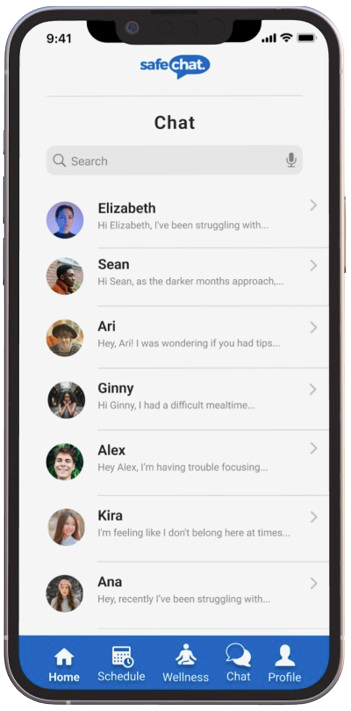 9:41
safechat.
Chat
Search
Elizabeth
Hi Elizabeth, I've been struggling with...
Sean
Hi Sean, as the darker months approach,...
Ari
Hey, Ari! I was wondering if you had tips...
Ginny
Hi Ginny, I had a difficult mealtime...
Alex
Hey Alex, I'm having trouble focusing...
Kira
I'm feeling like I don't belong here at times...
Ana
Hey, recently I've been struggling with...
Home Schedule Wellness Chat Profile